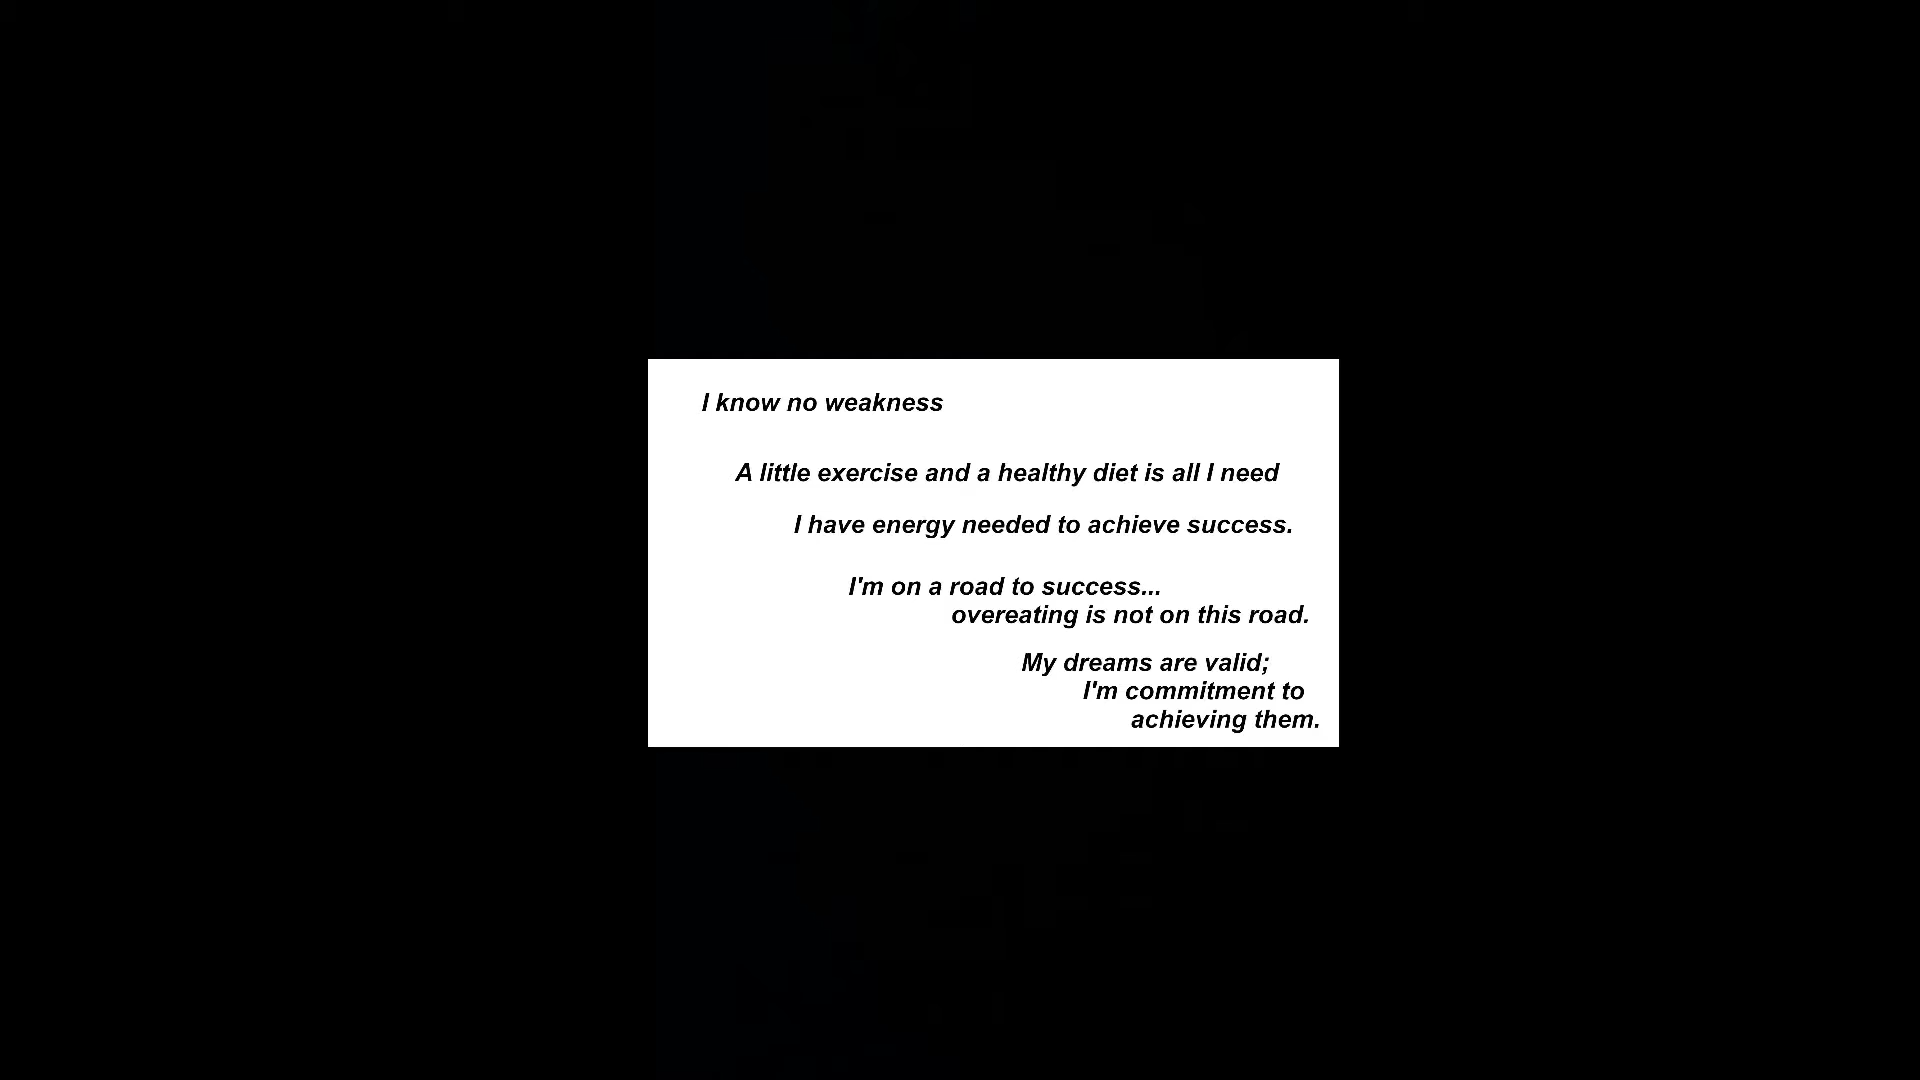 I know no weakness
A little exercise and a healthy diet is all I need
I have energy needed to achieve success.
I'm on a road to success...
overeating is not on this road.
My dreams are valid;
I'm commitment to
achieving them.